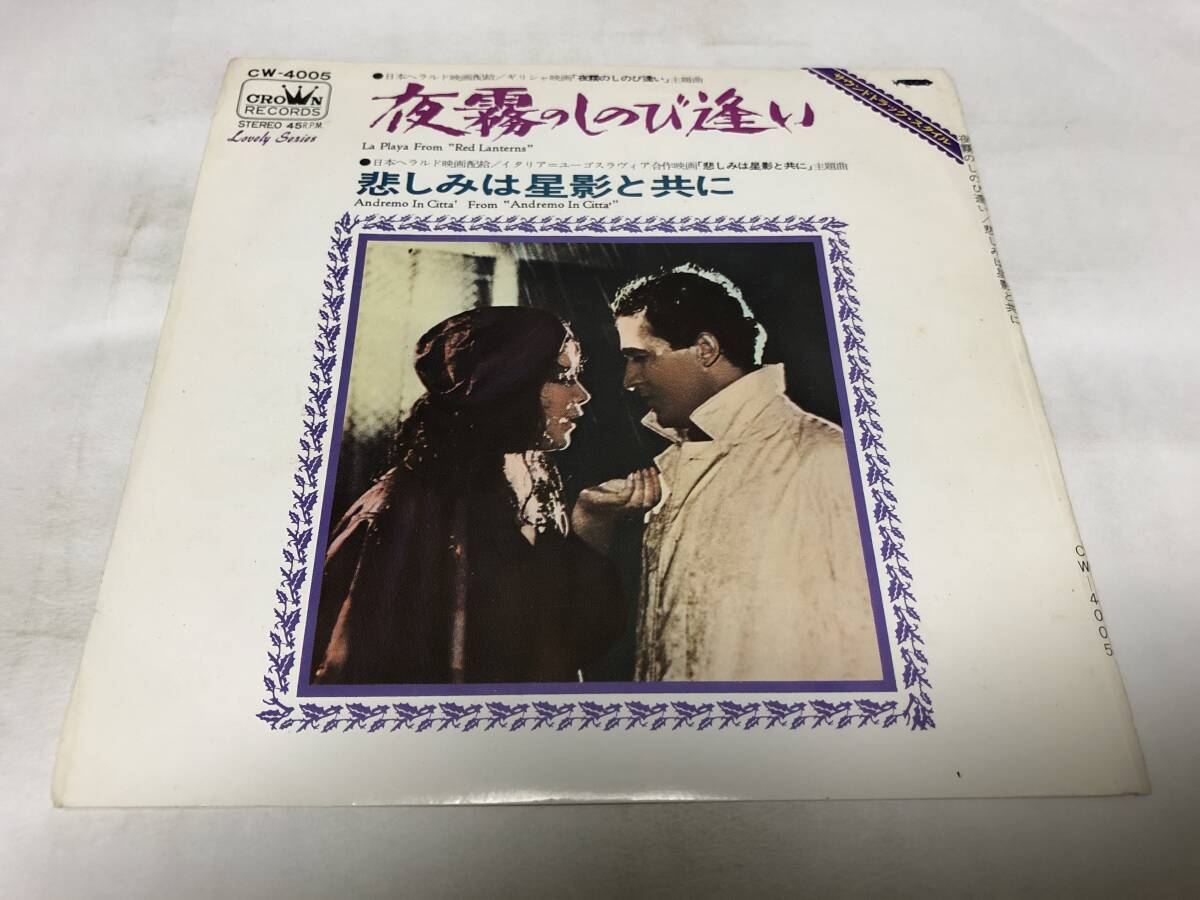 CW-4005
CROWN
RECORDS
STEREO 45R.P.M.
Lovely Series
●日本ヘラルド映画配給/ギリシャ映画「夜霧のしのび逢い」主題曲
夜霧のしのび逢い
La Playa From "Red Lanterns"
●日本ヘラルド映画配給/イタリア=ユーゴスラヴィア合作映画「悲しみは星影と共に」主題曲
悲しみは星影と共に
Andremo In Citta' From "Andremo In Citta'"
サウンドトラック・スタイル
夜霧のしのび逢い/悲しみは星影と共に
CW-4005